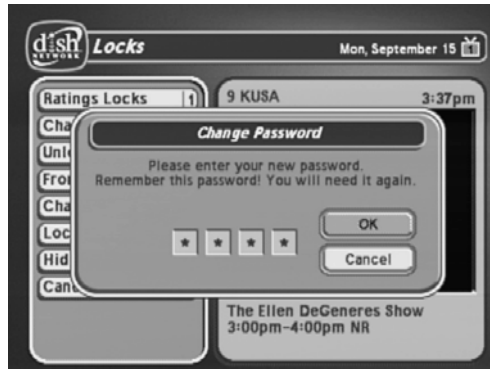 dish
NETWORK
Locks
Mon, September 15
Ratings Locks 1
9 KUSA
3:37pm
Cha
Unl
Fro
Cha
Loc
Hid
Can
Change Password
Please enter your new password.
Remember this password! You will need it again.
* * * *
OK
Cancel
The Ellen DeGeneres Show
3:00pm-4:00pm NR